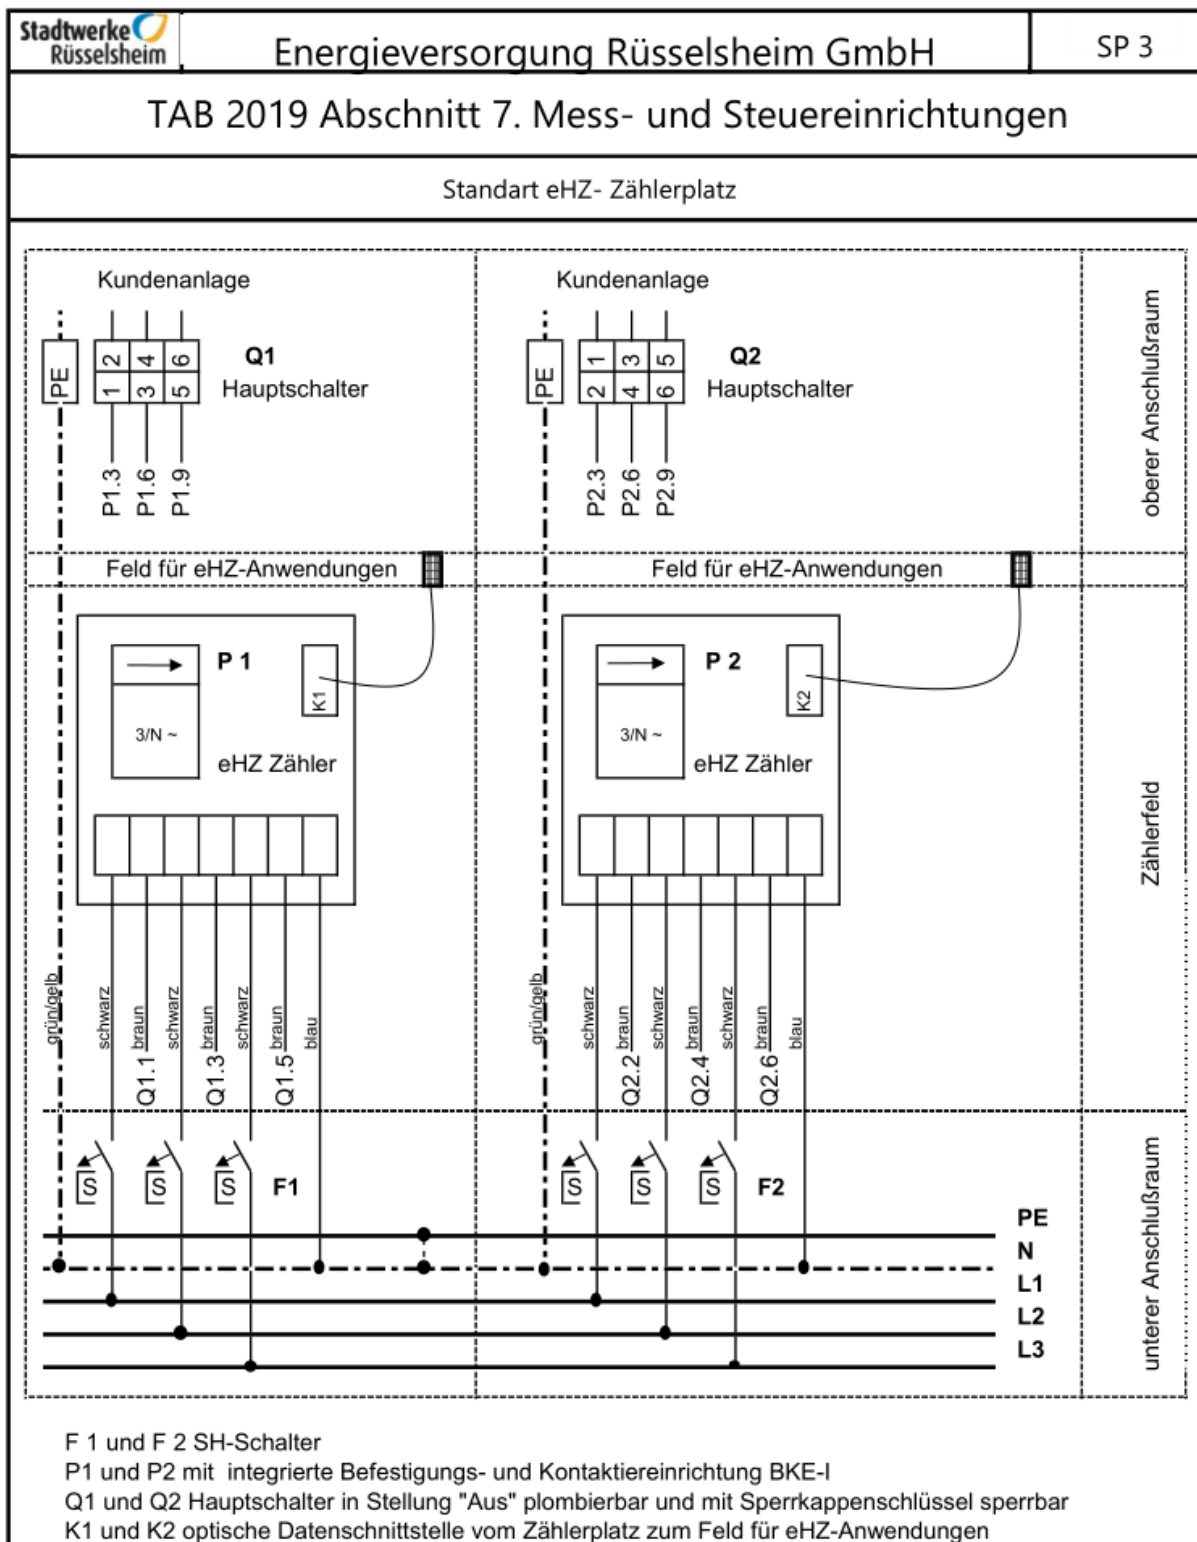 Stadtwerke
Rüsselsheim
Energieversorgung Rüsselsheim GmbH
SP 3
TAB 2019 Abschnitt 7. Mess- und Steuereinrichtungen
Standart eHZ- Zählerplatz
Kundenanlage
Kundenanlage
oberer Anschlußraum
PE
2 4 6
1 3 5
Q1
Hauptschalter
PE
1 3 5
2 4 6
Q2
Hauptschalter
P1.3 P1.6 P1.9
P2.3 P2.6 P2.9
Feld für eHZ-Anwendungen
Feld für eHZ-Anwendungen
Zählerfeld
P 1
K1
3/N ~
eHZ Zähler
P 2
K2
3/N ~
eHZ Zähler
grün/gelb
schwarz
Q1.1 braun
schwarz
Q1.3 braun
schwarz
Q1.5 braun
blau
grün/gelb
schwarz
Q2.2 braun
schwarz
Q2.4 braun
schwarz
Q2.6 braun
blau
unterer Anschlußraum
S S S F1
S S S F2
PE
N
L1
L2
L3
F 1 und F 2 SH-Schalter
P1 und P2 mit integrierte Befestigungs- und Kontaktiereinrichtung BKE-I
Q1 und Q2 Hauptschalter in Stellung "Aus" plombierbar und mit Sperrkappenschlüssel sperrbar
K1 und K2 optische Datenschnittstelle vom Zählerplatz zum Feld für eHZ-Anwendungen